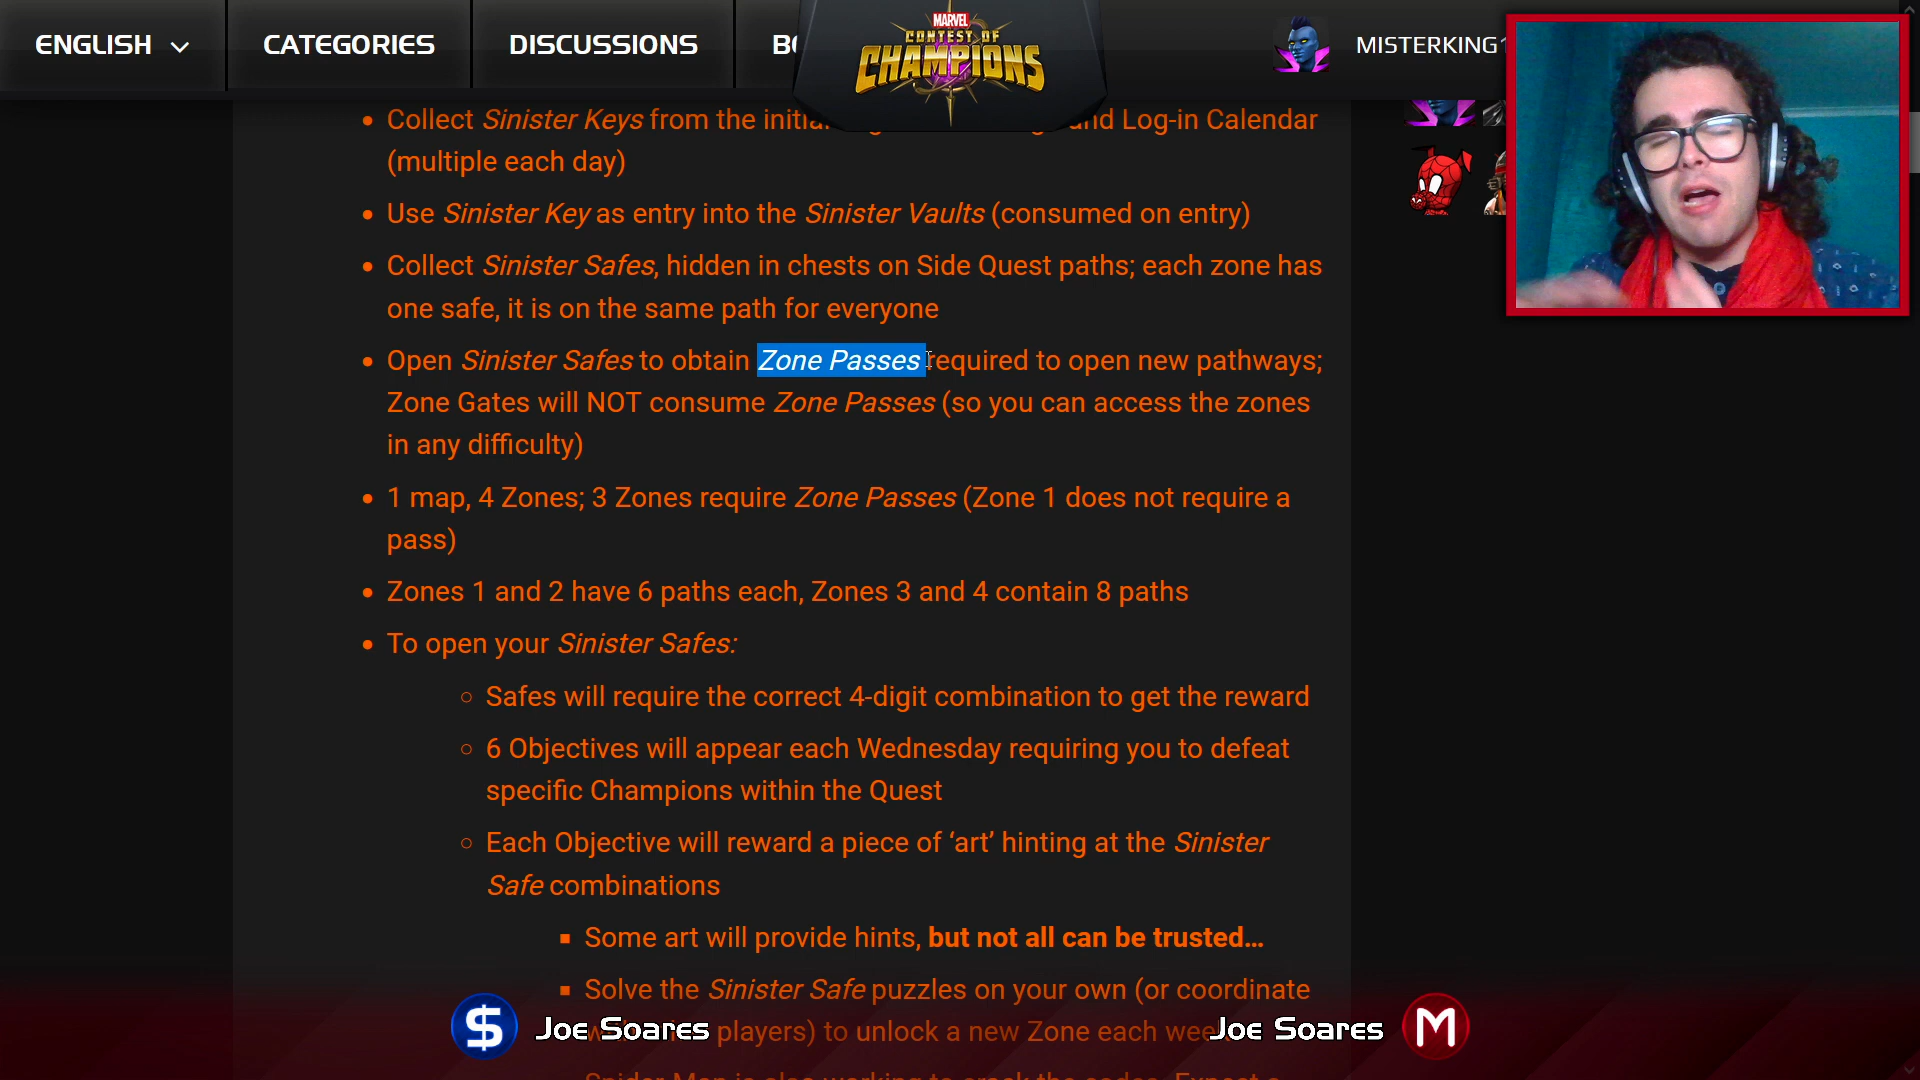 ENGLISH
CATEGORIES
DISCUSSIONS
MARVEL
CONTEST OF
CHAMPIONS
MISTERKING
Collect Sinister Keys from the and Log-in Calendar
(multiple each day)
Use Sinister Key as entry into the Sinister Vaults (consumed on entry)
Collect Sinister Safes, hidden in chests on Side Quest paths; each zone has
one safe, it is on the same path for everyone
Open Sinister Safes to obtain Zone Passes required to open new pathways;
Zone Gates will NOT consume Zone Passes (so you can access the zones
in any difficulty)
1 map, 4 Zones; 3 Zones require Zone Passes (Zone 1 does not require a
pass)
Zones 1 and 2 have 6 paths each, Zones 3 and 4 contain 8 paths
To open your Sinister Safes:
Safes will require the correct 4-digit combination to get the reward
6 Objectives will appear each Wednesday requiring you to defeat
specific Champions within the Quest
Each Objective will reward a piece of ‘art’ hinting at the Sinister
Safe combinations
Some art will provide hints, but not all can be trusted...
Solve the Sinister Safe puzzles on your own (or coordinate
players) to unlock a new Zone each
$ Joe Soares
Joe Soares M